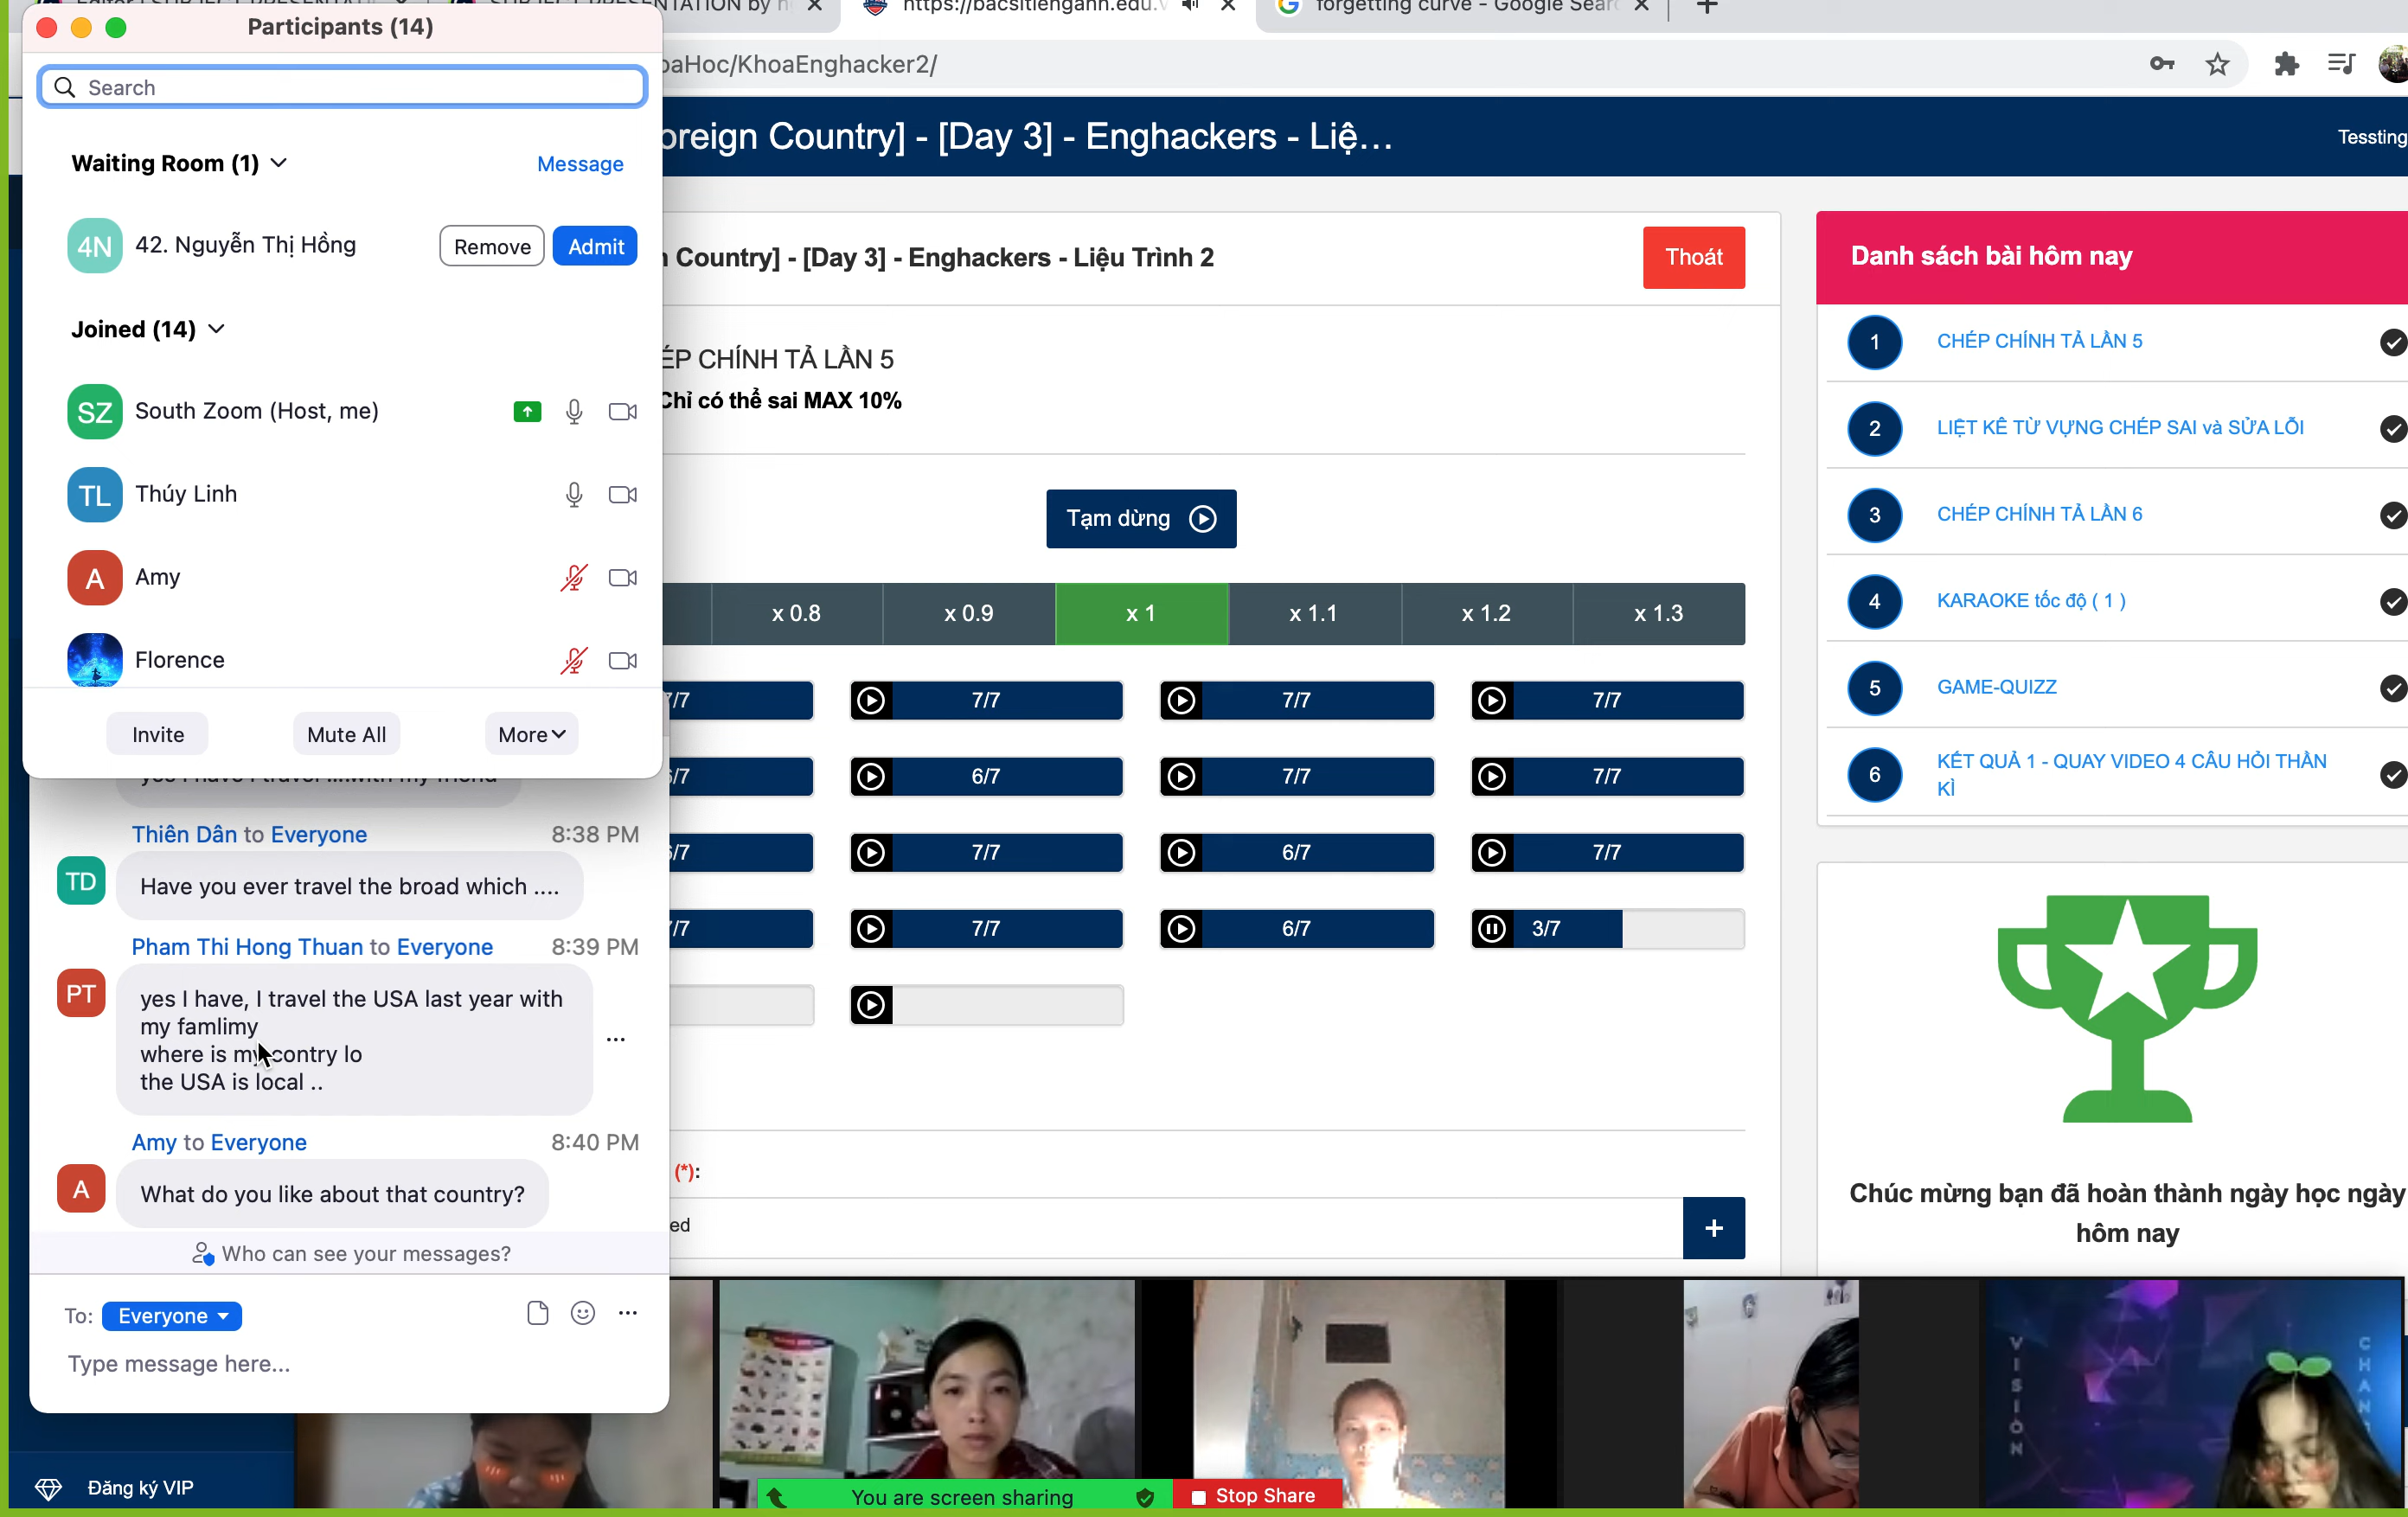 Participants (14)
Search
Waiting Room (1)
Message
4N
42. Nguyễn Thị Hồng
Remove
Admit
Joined (14)
SZ
South Zoom (Host, me)
TL
Thúy Linh
A
Amy
Florence
Invite
Mute All
More
Thiên Dân to Everyone
8:38 PM
TD
Have you ever travel the broad which ....
Pham Thi Hong Thuan to Everyone
8:39 PM
PT
yes I have, I travel the USA last year with
my famlimy
where is my contry lo
the USA is local ..
Amy to Everyone
8:40 PM
A
What do you like about that country?
Who can see your messages?
To: Everyone
Type message here...
Đăng ký VIP
https://bacsitienganh.edu.v
forgetting curve - Google Sear
oaHoc/KhoaEnghacker2/
oreign Country] - [Day 3] - Enghackers - Liệ...
Tessting
Country] - [Day 3] - Enghackers - Liệu Trình 2
Thoát
ÉP CHÍNH TẢ LẦN 5
Chỉ có thể sai MAX 10%
Tạm dừng
x 0.8
x 0.9
x 1
x 1.1
x 1.2
x 1.3
/7
7/7
7/7
7/7
/7
6/7
7/7
7/7
/7
7/7
6/7
7/7
/7
7/7
6/7
3/7
(*):
ed
+
Danh sách bài hôm nay
1
CHÉP CHÍNH TẢ LẦN 5
2
LIỆT KÊ TỪ VỰNG CHÉP SAI và SỬA LỖI
3
CHÉP CHÍNH TẢ LẦN 6
4
KARAOKE tốc độ ( 1 )
5
GAME-QUIZZ
6
KẾT QUẢ 1 - QUAY VIDEO 4 CÂU HỎI THẦN
KÌ
Chúc mừng bạn đã hoàn thành ngày học ngày
hôm nay
You are screen sharing
Stop Share
VISION
CHAN